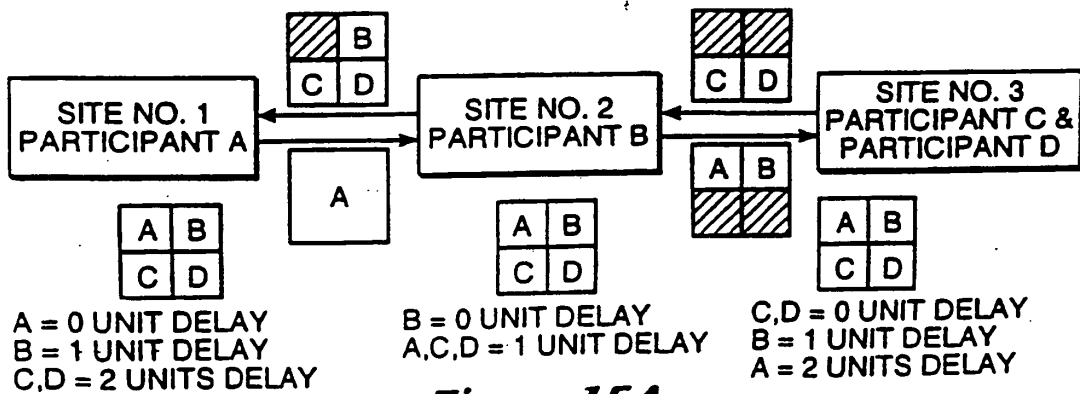 B
C D
C D
SITE NO. 1
PARTICIPANT A
SITE NO. 2
PARTICIPANT B
SITE NO. 3
PARTICIPANT C &
PARTICIPANT D
A
A B
A B
C D
A B
C D
A B
C D
A = 0 UNIT DELAY
B = 1 UNIT DELAY
C,D = 2 UNITS DELAY
B = 0 UNIT DELAY
A,C,D = 1 UNIT DELAY
C,D = 0 UNIT DELAY
B = 1 UNIT DELAY
A = 2 UNITS DELAY